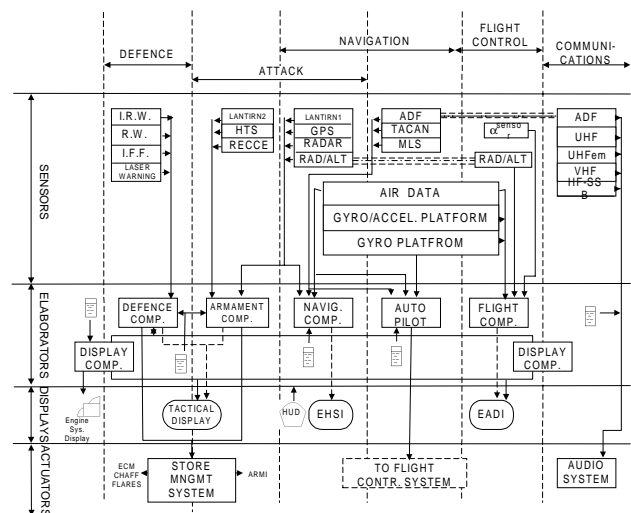 FLIGHT
CONTROL
NAVIGATION
DEFENCE
COMMUNI-
CATIONS
ATTACK
SENSORS
I.R.W.
R.W.
I.F.F.
LASER
WARNING
LANTIRN2
HTS
RECCE
LANTIRN1
GPS
RADAR
RAD/ALT
ADF
TACAN
MLS
α senso
r
RAD/ALT
ADF
UHF
UHFem
VHF
HF-SS
B
AIR DATA
GYRO/ACCEL. PLATFORM
GYRO PLATFROM
ELABORATORS
DEFENCE
COMP.
ARMAMENT
COMP.
NAVIG.
COMP.
AUTO
PILOT
FLIGHT
COMP.
DISPLAY
COMP.
DISPLAY
COMP.
DISPLAYS
Engine
Sys.
Display
TACTICAL
DISPLAY
HUD
EHSI
EADI
ACTUATORS
ECM
CHAFF
FLARES
STORE
MNGMT
SYSTEM
ARMI
TO FLIGHT
CONTR. SYSTEM
AUDIO
SYSTEM